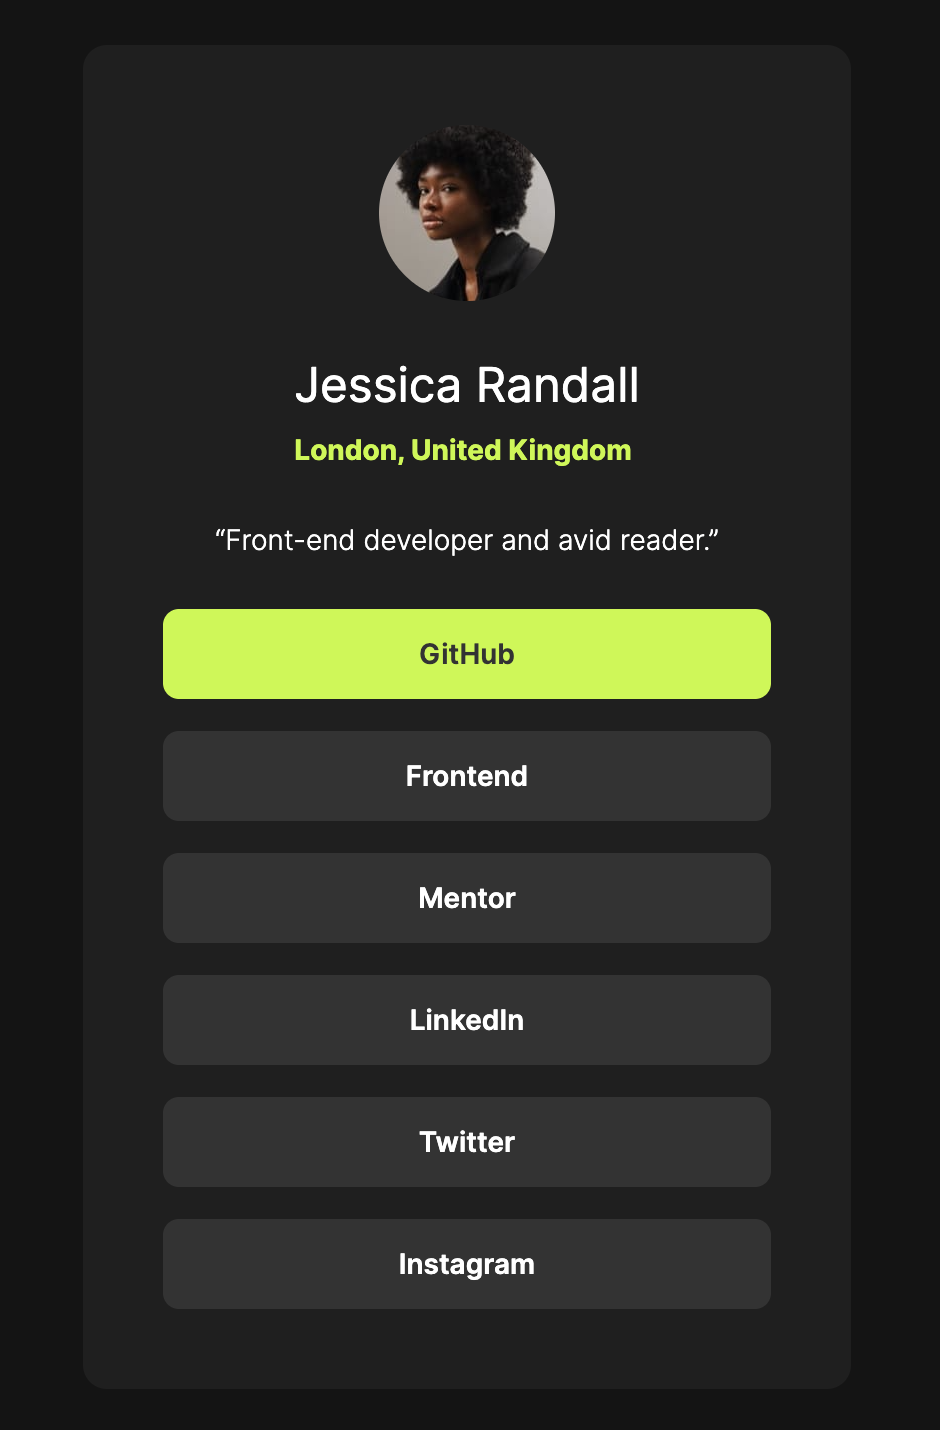 Jessica Randall
London, United Kingdom
“Front-end developer and avid reader.”
GitHub
Frontend
Mentor
LinkedIn
Twitter
Instagram